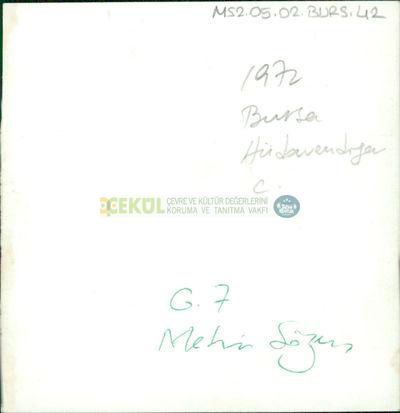 MS2.05.02.BURS.42
1972
Bursa
Hüdavendigar
C.
ÇEKÜL ÇEVRE VE KÜLTÜR DEĞERLERİNİ
KORUMA VE TANITMA VAKFI
G.7
Metin Sözen